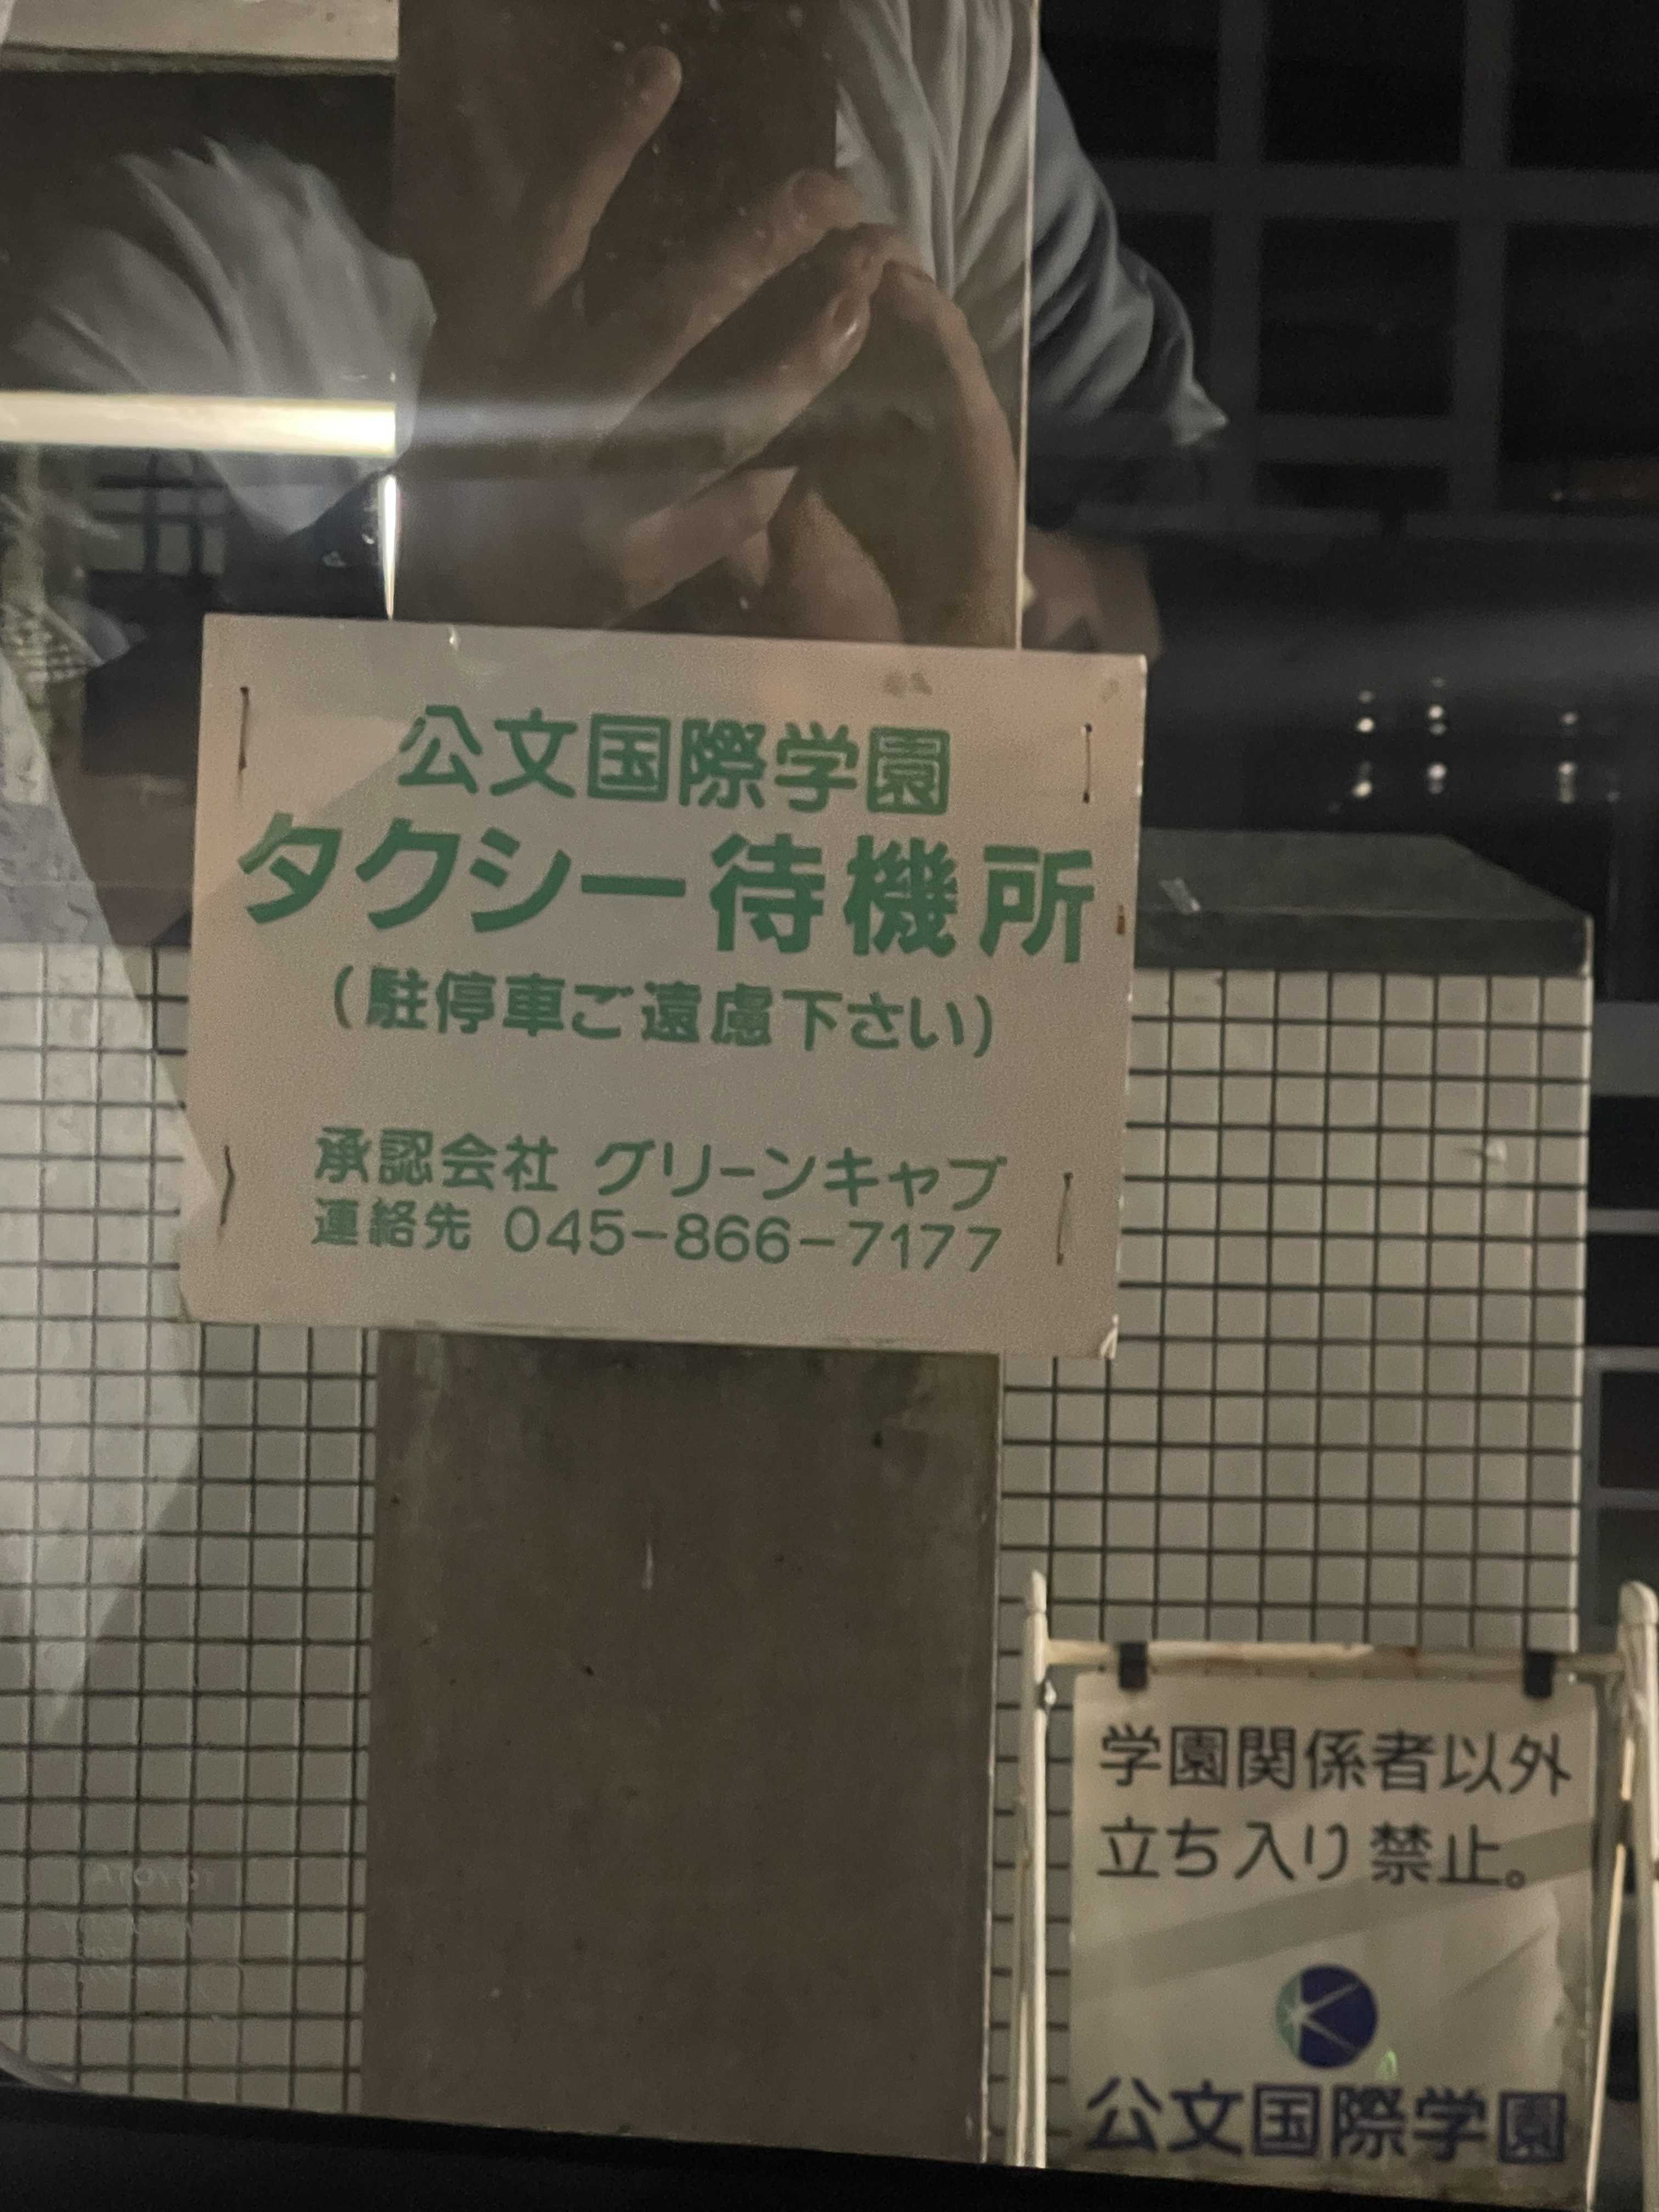 公文国際学園
タクシー待機所
(駐停車ご遠慮下さい)
承認会社 グリーンキャブ
連絡先 045-866-7177
学園関係者以外
立ち入り禁止。
公文国際学園
TOYOTA